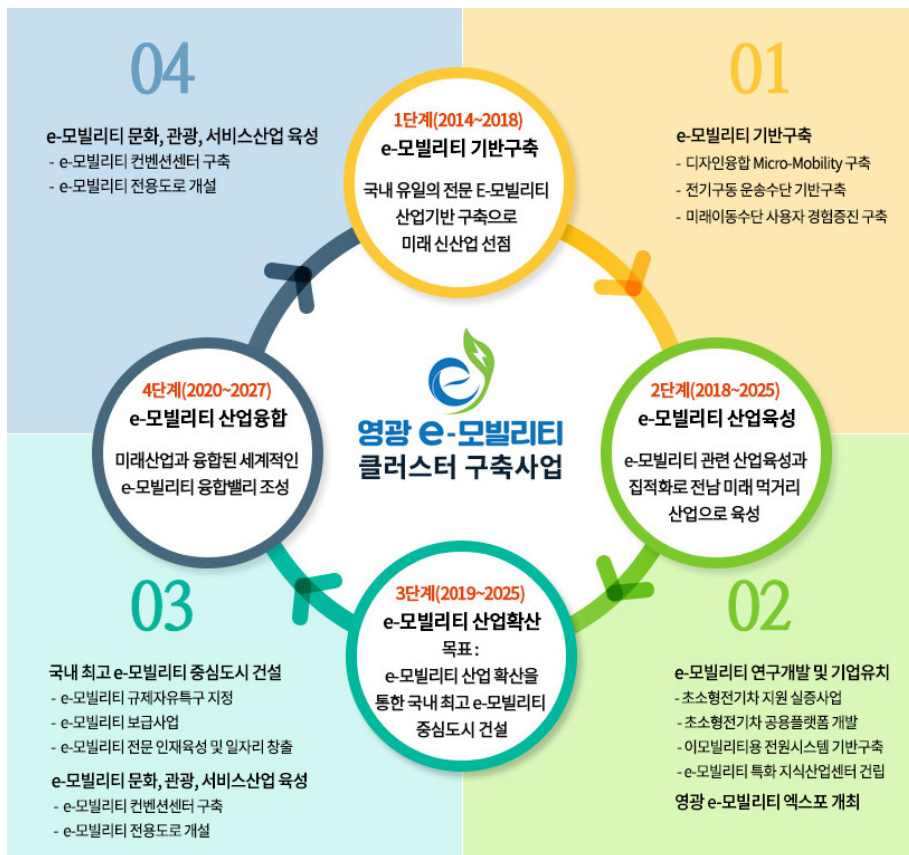 04
e-모빌리티 문화, 관광, 서비스산업 육성
- e-모빌리티 컨벤션센터 구축
- e-모빌리티 전용도로 개설
01
e-모빌리티 기반구축
- 디자인융합 Micro-Mobility 구축
- 전기구동 운송수단 기반구축
- 미래이동수단 사용자 경험증진 구축
1단계(2014~2018)
e-모빌리티 기반구축
국내 유일의 전문 E-모빌리티
산업기반 구축으로
미래 신산업 선점
4단계(2020~2027)
e-모빌리티 산업융합
미래산업과 융합된 세계적인
e-모빌리티 융합밸리 조성
영광 e-모빌리티
클러스터 구축사업
2단계(2018~2025)
e-모빌리티 산업육성
e-모빌리티 관련 산업육성과
집적화로 전남 미래 먹거리
산업으로 육성
3단계(2019~2025)
e-모빌리티 산업확산
목표 :
e-모빌리티 산업 확산을
통한 국내 최고 e-모빌리티
중심도시 건설
03
국내 최고 e-모빌리티 중심도시 건설
- e-모빌리티 규제자유특구 지정
- e-모빌리티 보급사업
- e-모빌리티 전문 인재육성 및 일자리 창출
e-모빌리티 문화, 관광, 서비스산업 육성
- e-모빌리티 컨벤션센터 구축
- e-모빌리티 전용도로 개설
02
e-모빌리티 연구개발 및 기업유치
- 초소형전기차 지원 실증사업
- 초소형전기차 공용플랫폼 개발
- 이모빌리티용 전원시스템 기반구축
- e-모빌리티 특화 지식산업센터 건립
영광 e-모빌리티 엑스포 개최